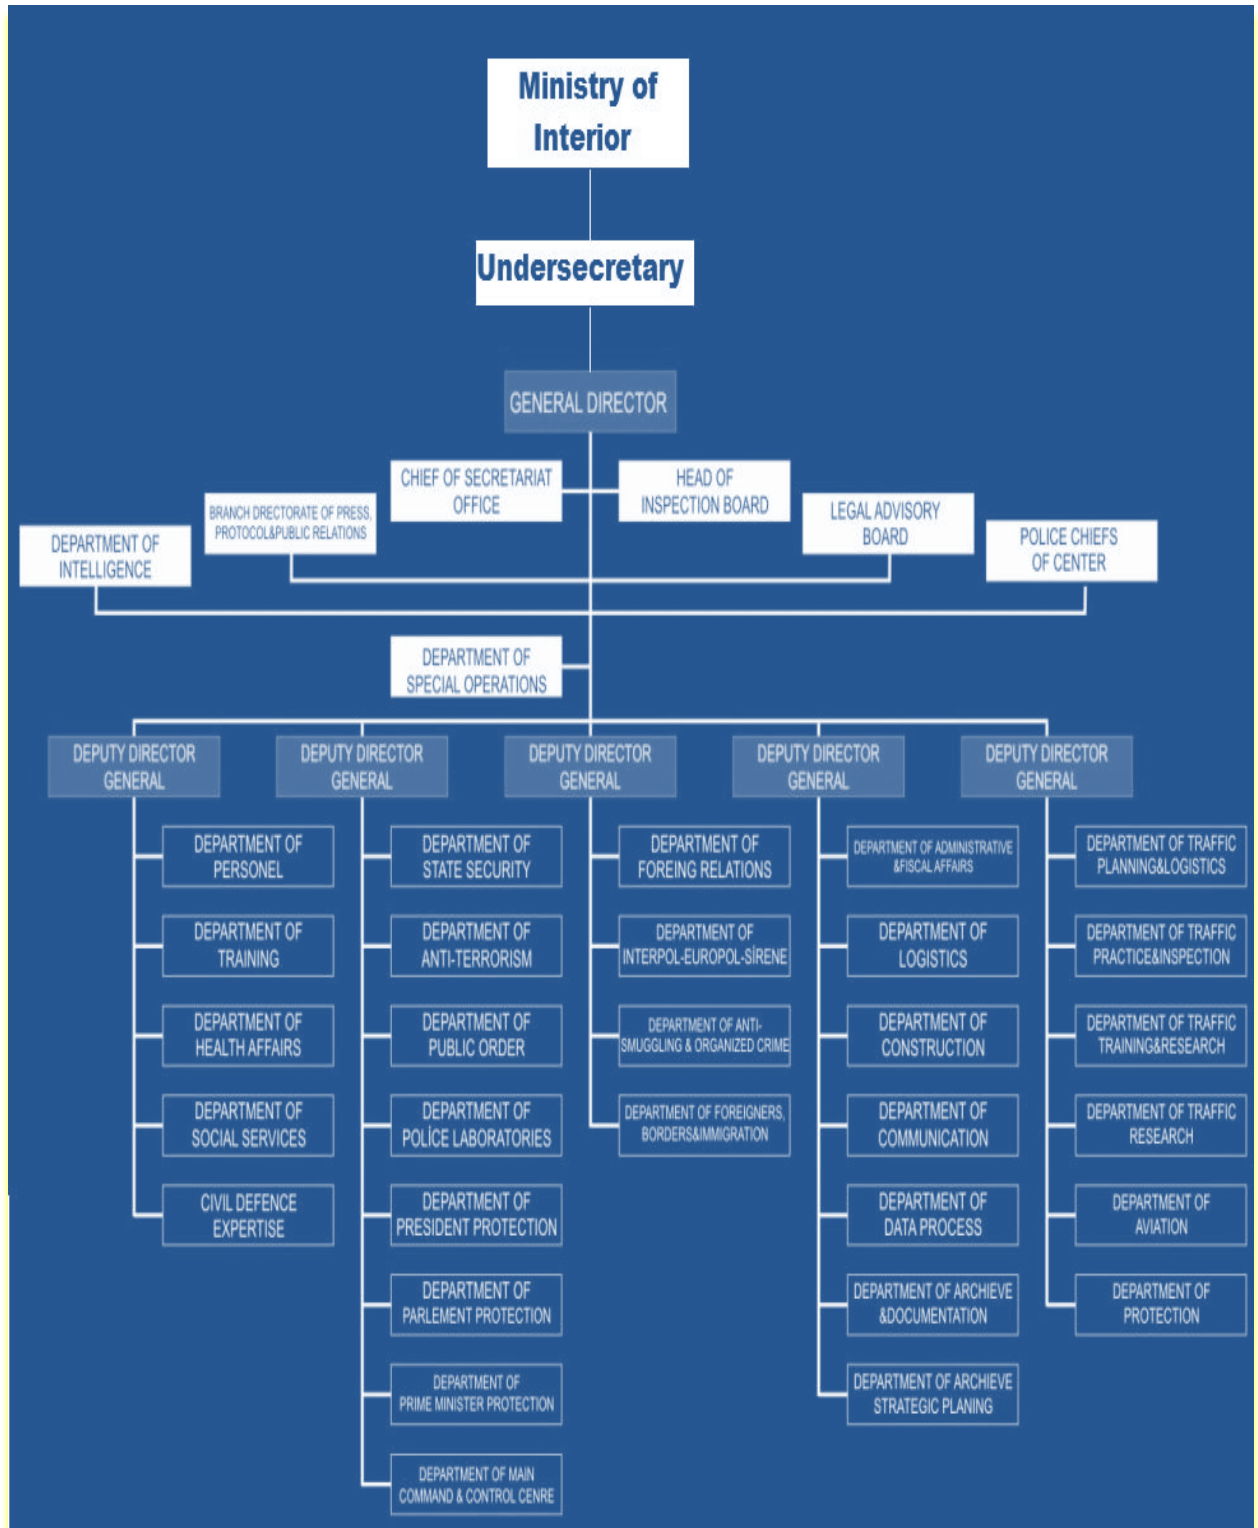 Ministry of
Interior
Undersecretary
GENERAL DIRECTOR
CHIEF OF SECRETARIAT
OFFICE
HEAD OF
INSPECTION BOARD
BRANCH DRECTORATE OF PRESS,
PROTOCOL&PUBLIC RELATIONS
LEGAL ADVISORY
BOARD
DEPARTMENT OF
INTELLIGENCE
POLICE CHIEFS
OF CENTER
DEPARTMENT OF
SPECIAL OPERATIONS
DEPUTY DIRECTOR
GENERAL
DEPARTMENT OF
PERSONEL
DEPARTMENT OF
TRAINING
DEPARTMENT OF
HEALTH AFFAIRS
DEPARTMENT OF
SOCIAL SERVICES
CIVIL DEFENCE
EXPERTISE
DEPUTY DIRECTOR
GENERAL
DEPARTMENT OF
STATE SECURITY
DEPARTMENT OF
ANTI-TERRORISM
DEPARTMENT OF
PUBLIC ORDER
DEPARTMENT OF
POLİCE LABORATORIES
DEPARTMENT OF
PRESIDENT PROTECTION
DEPARTMENT OF
PARLEMENT PROTECTION
DEPARTMENT OF
PRIME MINISTER PROTECTION
DEPARTMENT OF MAIN
COMMAND & CONTROL CENRE
DEPUTY DIRECTOR
GENERAL
DEPARTMENT OF
FOREING RELATIONS
DEPARTMENT OF
INTERPOL-EUROPOL-SİRENE
DEPARTMENT OF ANTI-
SMUGGLING & ORGANIZED CRIME
DEPARTMENT OF FOREIGNERS,
BORDERS&IMMIGRATION
DEPUTY DIRECTOR
GENERAL
DEPARTMENT OF ADMINISTRATIVE
&FISCAL AFFAIRS
DEPARTMENT OF
LOGISTICS
DEPARTMENT OF
CONSTRUCTION
DEPARTMENT OF
COMMUNICATION
DEPARTMENT OF
DATA PROCESS
DEPARTMENT OF ARCHIEVE
&DOCUMENTATION
DEPARTMENT OF ARCHIEVE
STRATEGIC PLANING
DEPUTY DIRECTOR
GENERAL
DEPARTMENT OF TRAFFIC
PLANNING&LOGISTICS
DEPARTMENT OF TRAFFIC
PRACTICE&INSPECTION
DEPARTMENT OF TRAFFIC
TRAINING&RESEARCH
DEPARTMENT OF TRAFFIC
RESEARCH
DEPARTMENT OF
AVIATION
DEPARTMENT OF
PROTECTION